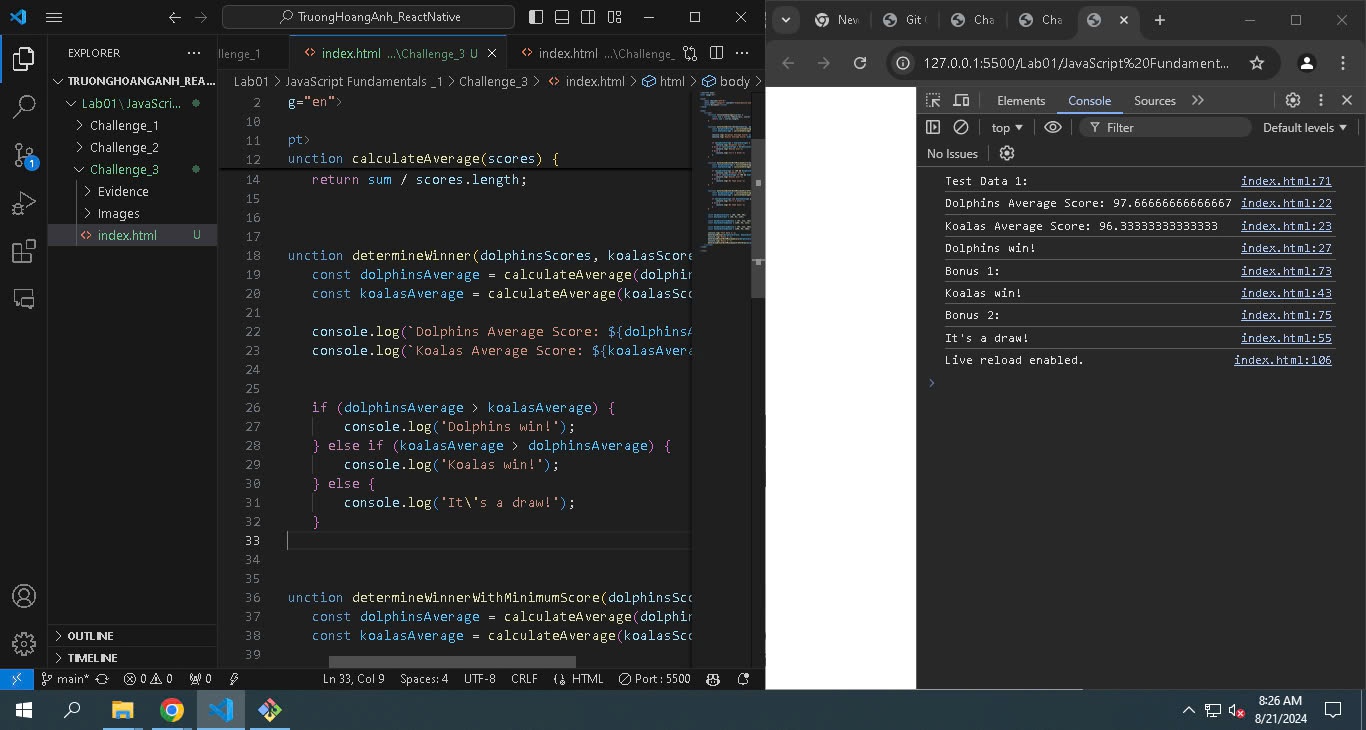 TruongHoangAnh_ReactNative
EXPLORER
TRUONGHOANGANH_REA...
Lab01\JavaScri...
Challenge_1
Challenge_2
Challenge_3
Evidence
Images
index.html U
OUTLINE
TIMELINE
llenge_1
index.html ...\Challenge_3 U
index.html ...\Challenge_
Lab01 > JavaScript Fundamentals _1 > Challenge_3 > index.html > html > body >
2 g="en">
10
11 pt>
12 unction calculateAverage(scores) {
14 return sum / scores.length;
15
16
17
18 unction determineWinner(dolphinsScores, koalasScore
19 const dolphinsAverage = calculateAverage(dolphin
20 const koalasAverage = calculateAverage(koalasSco
21
22 console.log(`Dolphins Average Score: ${dolphinsA
23 console.log(`Koalas Average Score: ${koalasAvera
24
25
26 if (dolphinsAverage > koalasAverage) {
27 console.log('Dolphins win!');
28 } else if (koalasAverage > dolphinsAverage) {
29 console.log('Koalas win!');
30 } else {
31 console.log('It\'s a draw!');
32 }
33
34
35
36 unction determineWinnerWithMinimumScore(dolphinsSco
37 const dolphinsAverage = calculateAverage(dolphin
38 const koalasAverage = calculateAverage(koalasSco
39
main* 0 0 0 Ln 33, Col 9 Spaces: 4 UTF-8 CRLF HTML Port : 5500
1
New
Git
Cha
Cha
127.0.0.1:5500/Lab01/JavaScript%20Fundament...
Elements Console Sources
top Filter Default levels
No Issues
Test Data 1: index.html:71
Dolphins Average Score: 97.66666666666667 index.html:22
Koalas Average Score: 96.33333333333333 index.html:23
Dolphins win! index.html:27
Bonus 1: index.html:73
Koalas win! index.html:43
Bonus 2: index.html:75
It's a draw! index.html:55
Live reload enabled. index.html:106
8:26 AM
8/21/2024